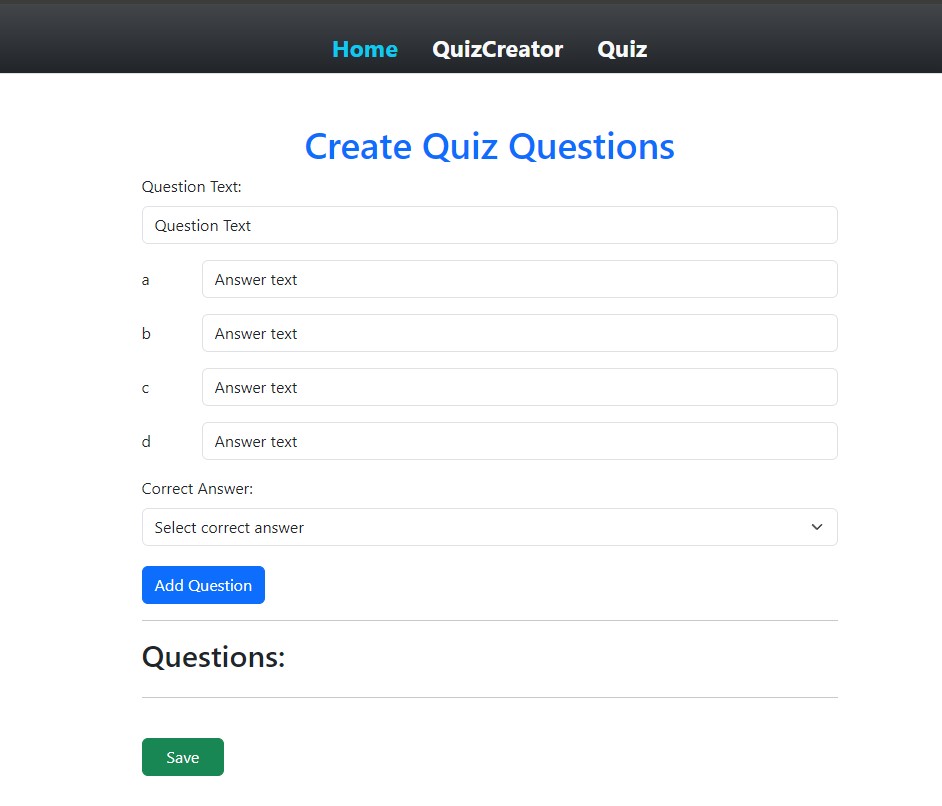 Home QuizCreator Quiz
Create Quiz Questions
Question Text:
Question Text
a Answer text
b Answer text
c Answer text
d Answer text
Correct Answer:
Select correct answer
Add Question
Questions:
Save